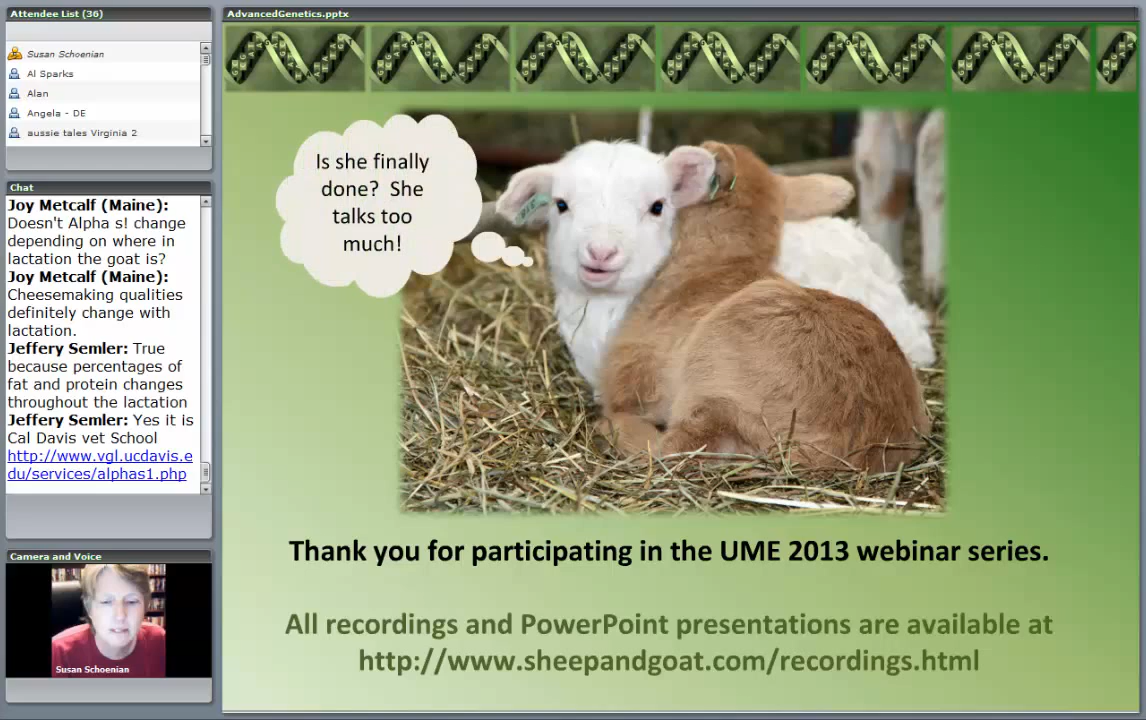 Attendee List (36)
Susan Schoenian
Al Sparks
Alan
Angela - DE
aussie tales Virginia 2
Chat
Joy Metcalf (Maine):
Doesn't Alpha s! change
depending on where in
lactation the goat is?
Joy Metcalf (Maine):
Cheesemaking qualities
definitely change with
lactation.
Jeffery Semler: True
because percentages of
fat and protein changes
throughout the lactation
Jeffery Semler: Yes it is
Cal Davis vet School
http://www.vgl.ucdavis.e
du/services/alphas1.php
Camera and Voice
Susan Schoenian
AdvancedGenetics.pptx
Is she finally
done? She
talks too
much!
Thank you for participating in the UME 2013 webinar series.
All recordings and PowerPoint presentations are available at
http://www.sheepandgoat.com/recordings.html